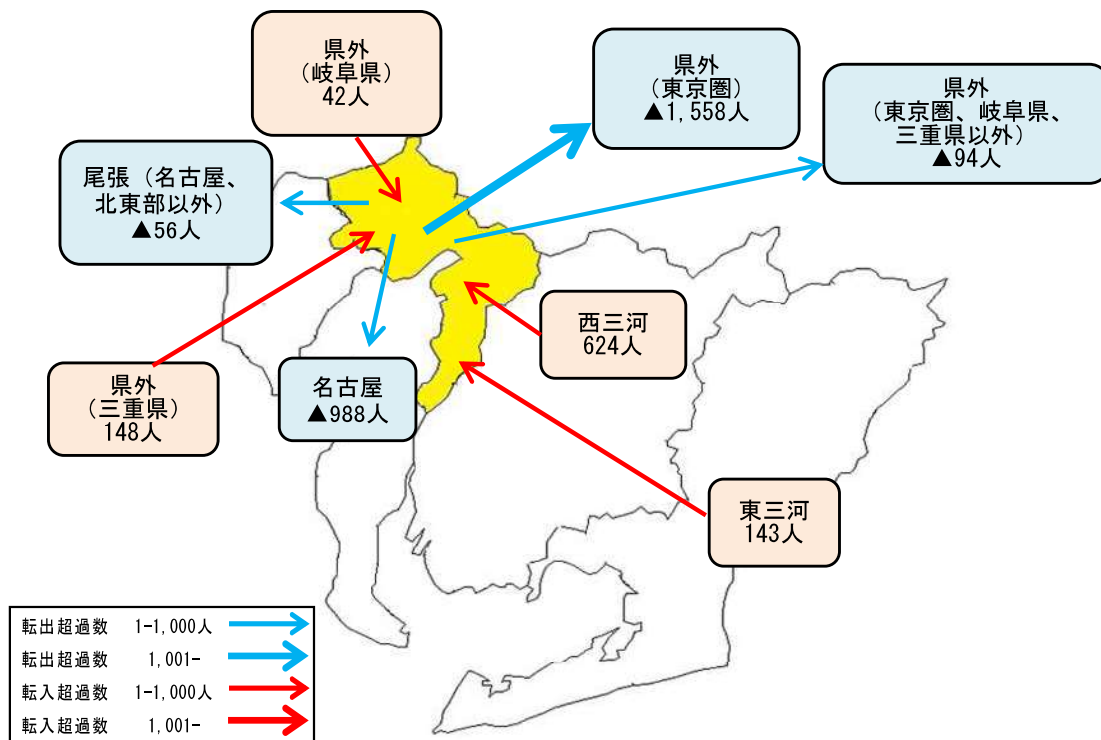 県外
（岐阜県）
42人
県外
（東京圏）
▲1,558人
県外
（東京圏、岐阜県、
三重県以外）
▲94人
尾張（名古屋、
北東部以外）
▲56人
西三河
624人
県外
（三重県）
148人
名古屋
▲988人
東三河
143人
転出超過数 1-1,000人
転出超過数 1,001-
転入超過数 1-1,000人
転入超過数 1,001-